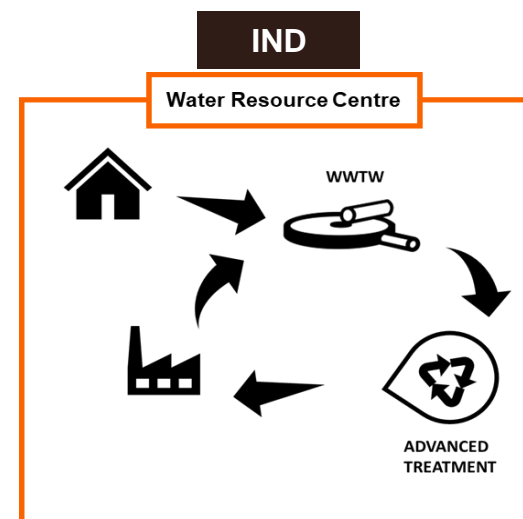 IND
Water Resource Centre
WWTW
ADVANCED
TREATMENT